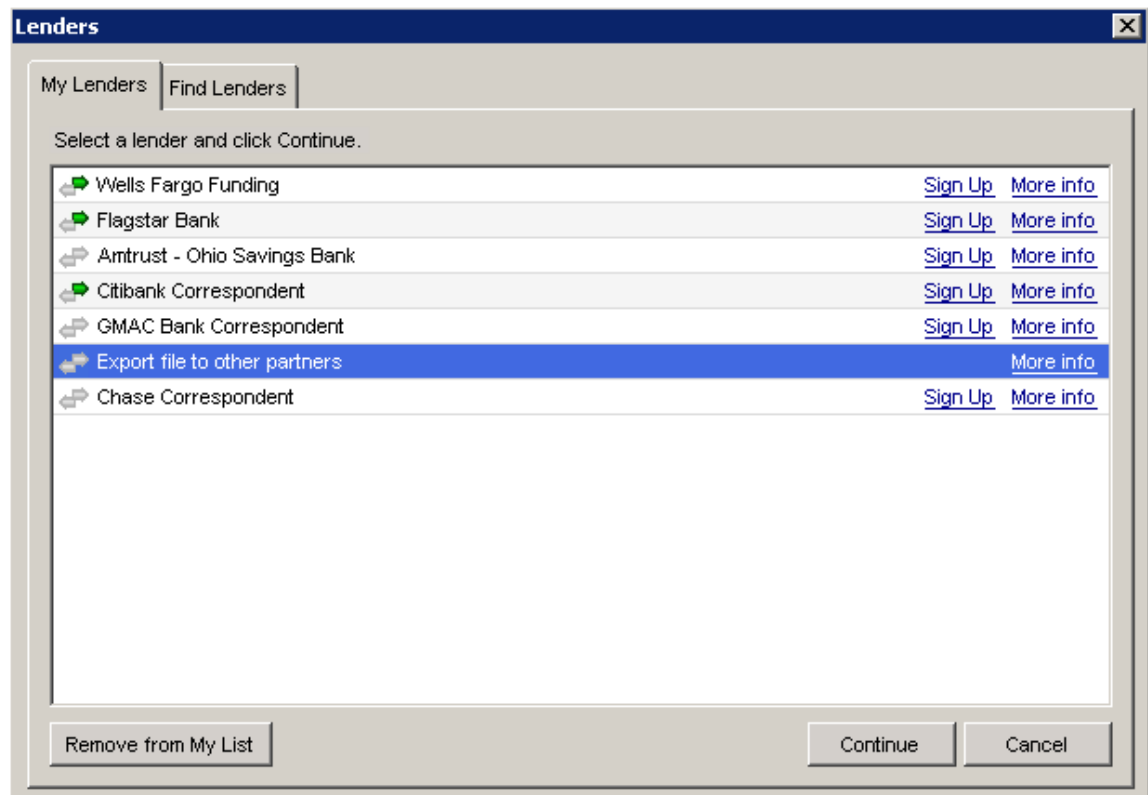 Lenders
My Lenders Find Lenders
Select a lender and click Continue.
Wells Fargo Funding Sign Up More info
Flagstar Bank Sign Up More info
Amtrust - Ohio Savings Bank Sign Up More info
Citibank Correspondent Sign Up More info
GMAC Bank Correspondent Sign Up More info
Export file to other partners More info
Chase Correspondent Sign Up More info
Remove from My List Continue Cancel